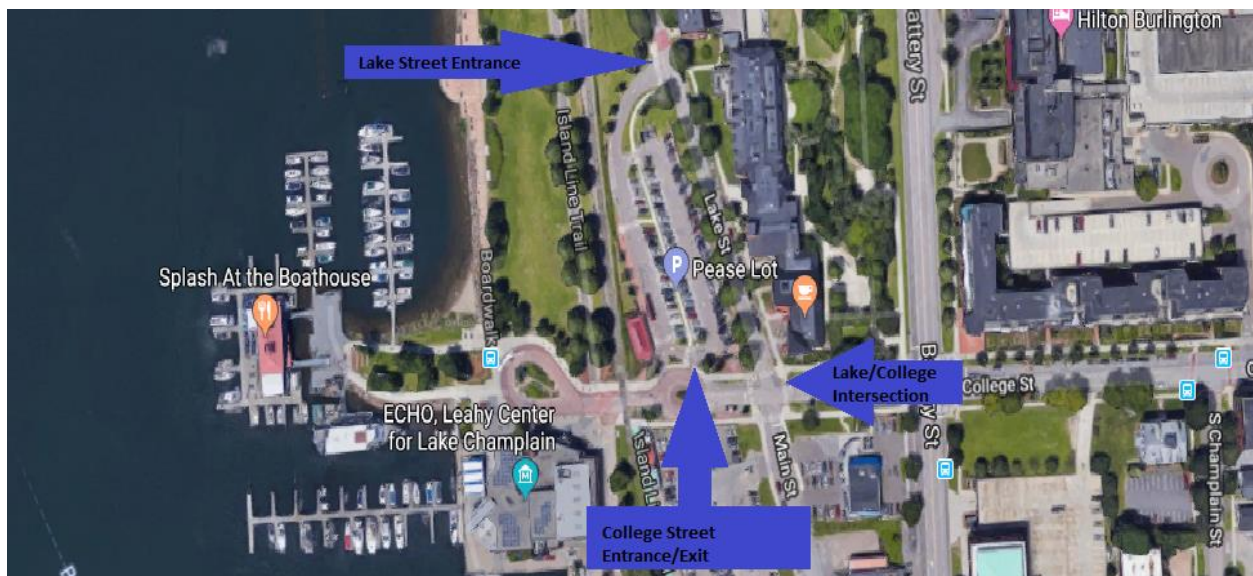 Hilton Burlington
attery St
Lake Street Entrance
Island Line Trail
Lake St
Pease Lot
P
Splash At the Boathouse
Boardwalk
Lake/College
Intersection
College St
ECHO, Leahy Center
for Lake Champlain
M
Main St
S Champlain St
College Street
Entrance/Exit